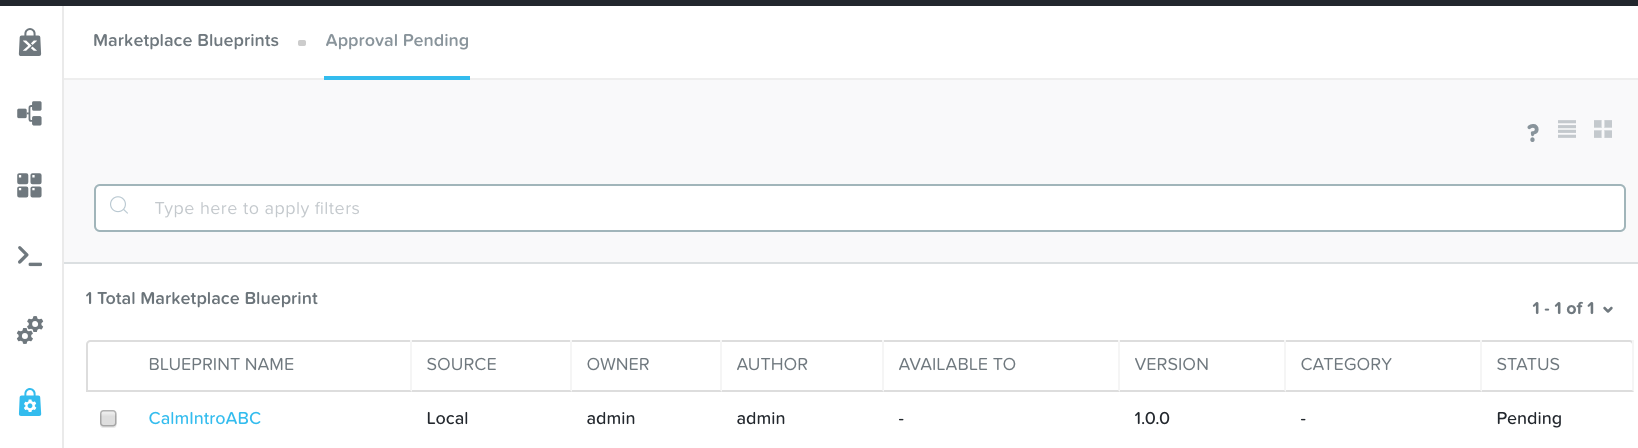 Marketplace Blueprints Approval Pending
?
Type here to apply filters
1 Total Marketplace Blueprint
1 - 1 of 1
BLUEPRINT NAME SOURCE OWNER AUTHOR AVAILABLE TO VERSION CATEGORY STATUS
CalmIntroABC Local admin admin - 1.0.0 - Pending